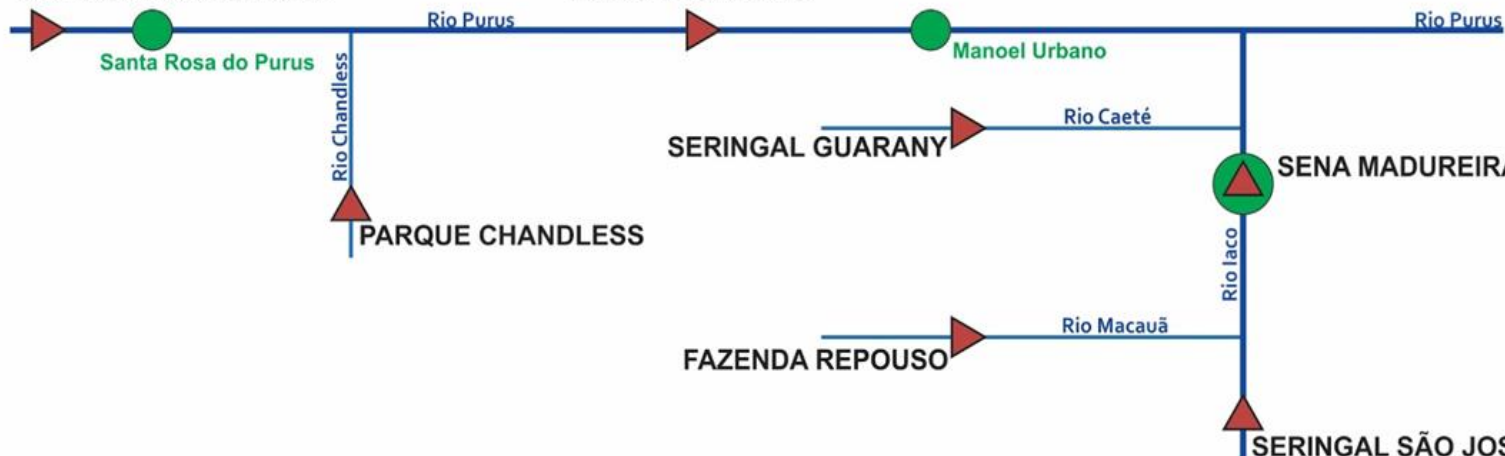 Rio Purus
Rio Purus
Santa Rosa do Purus
Manoel Urbano
Rio Chandless
Rio Caeté
SERINGAL GUARANY
SENA MADUREIRA
PARQUE CHANDLESS
Rio Iaco
Rio Macauã
FAZENDA REPOUSO
SERINGAL SÃO JOS